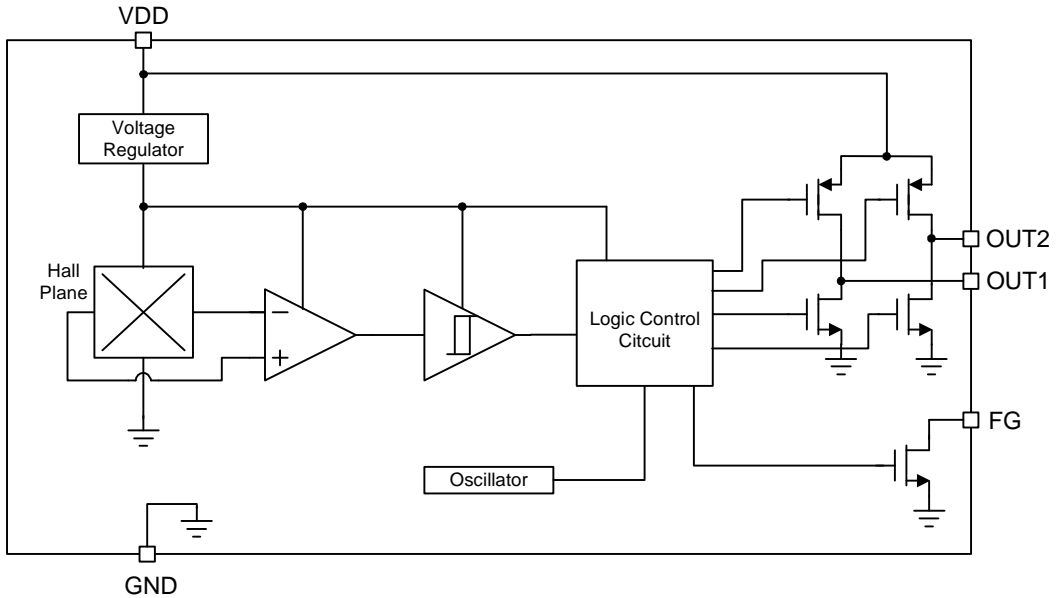 VDD
Voltage
Regulator
Hall
Plane
−
+
Logic Control
Citcuit
OUT2
OUT1
FG
Oscillator
GND